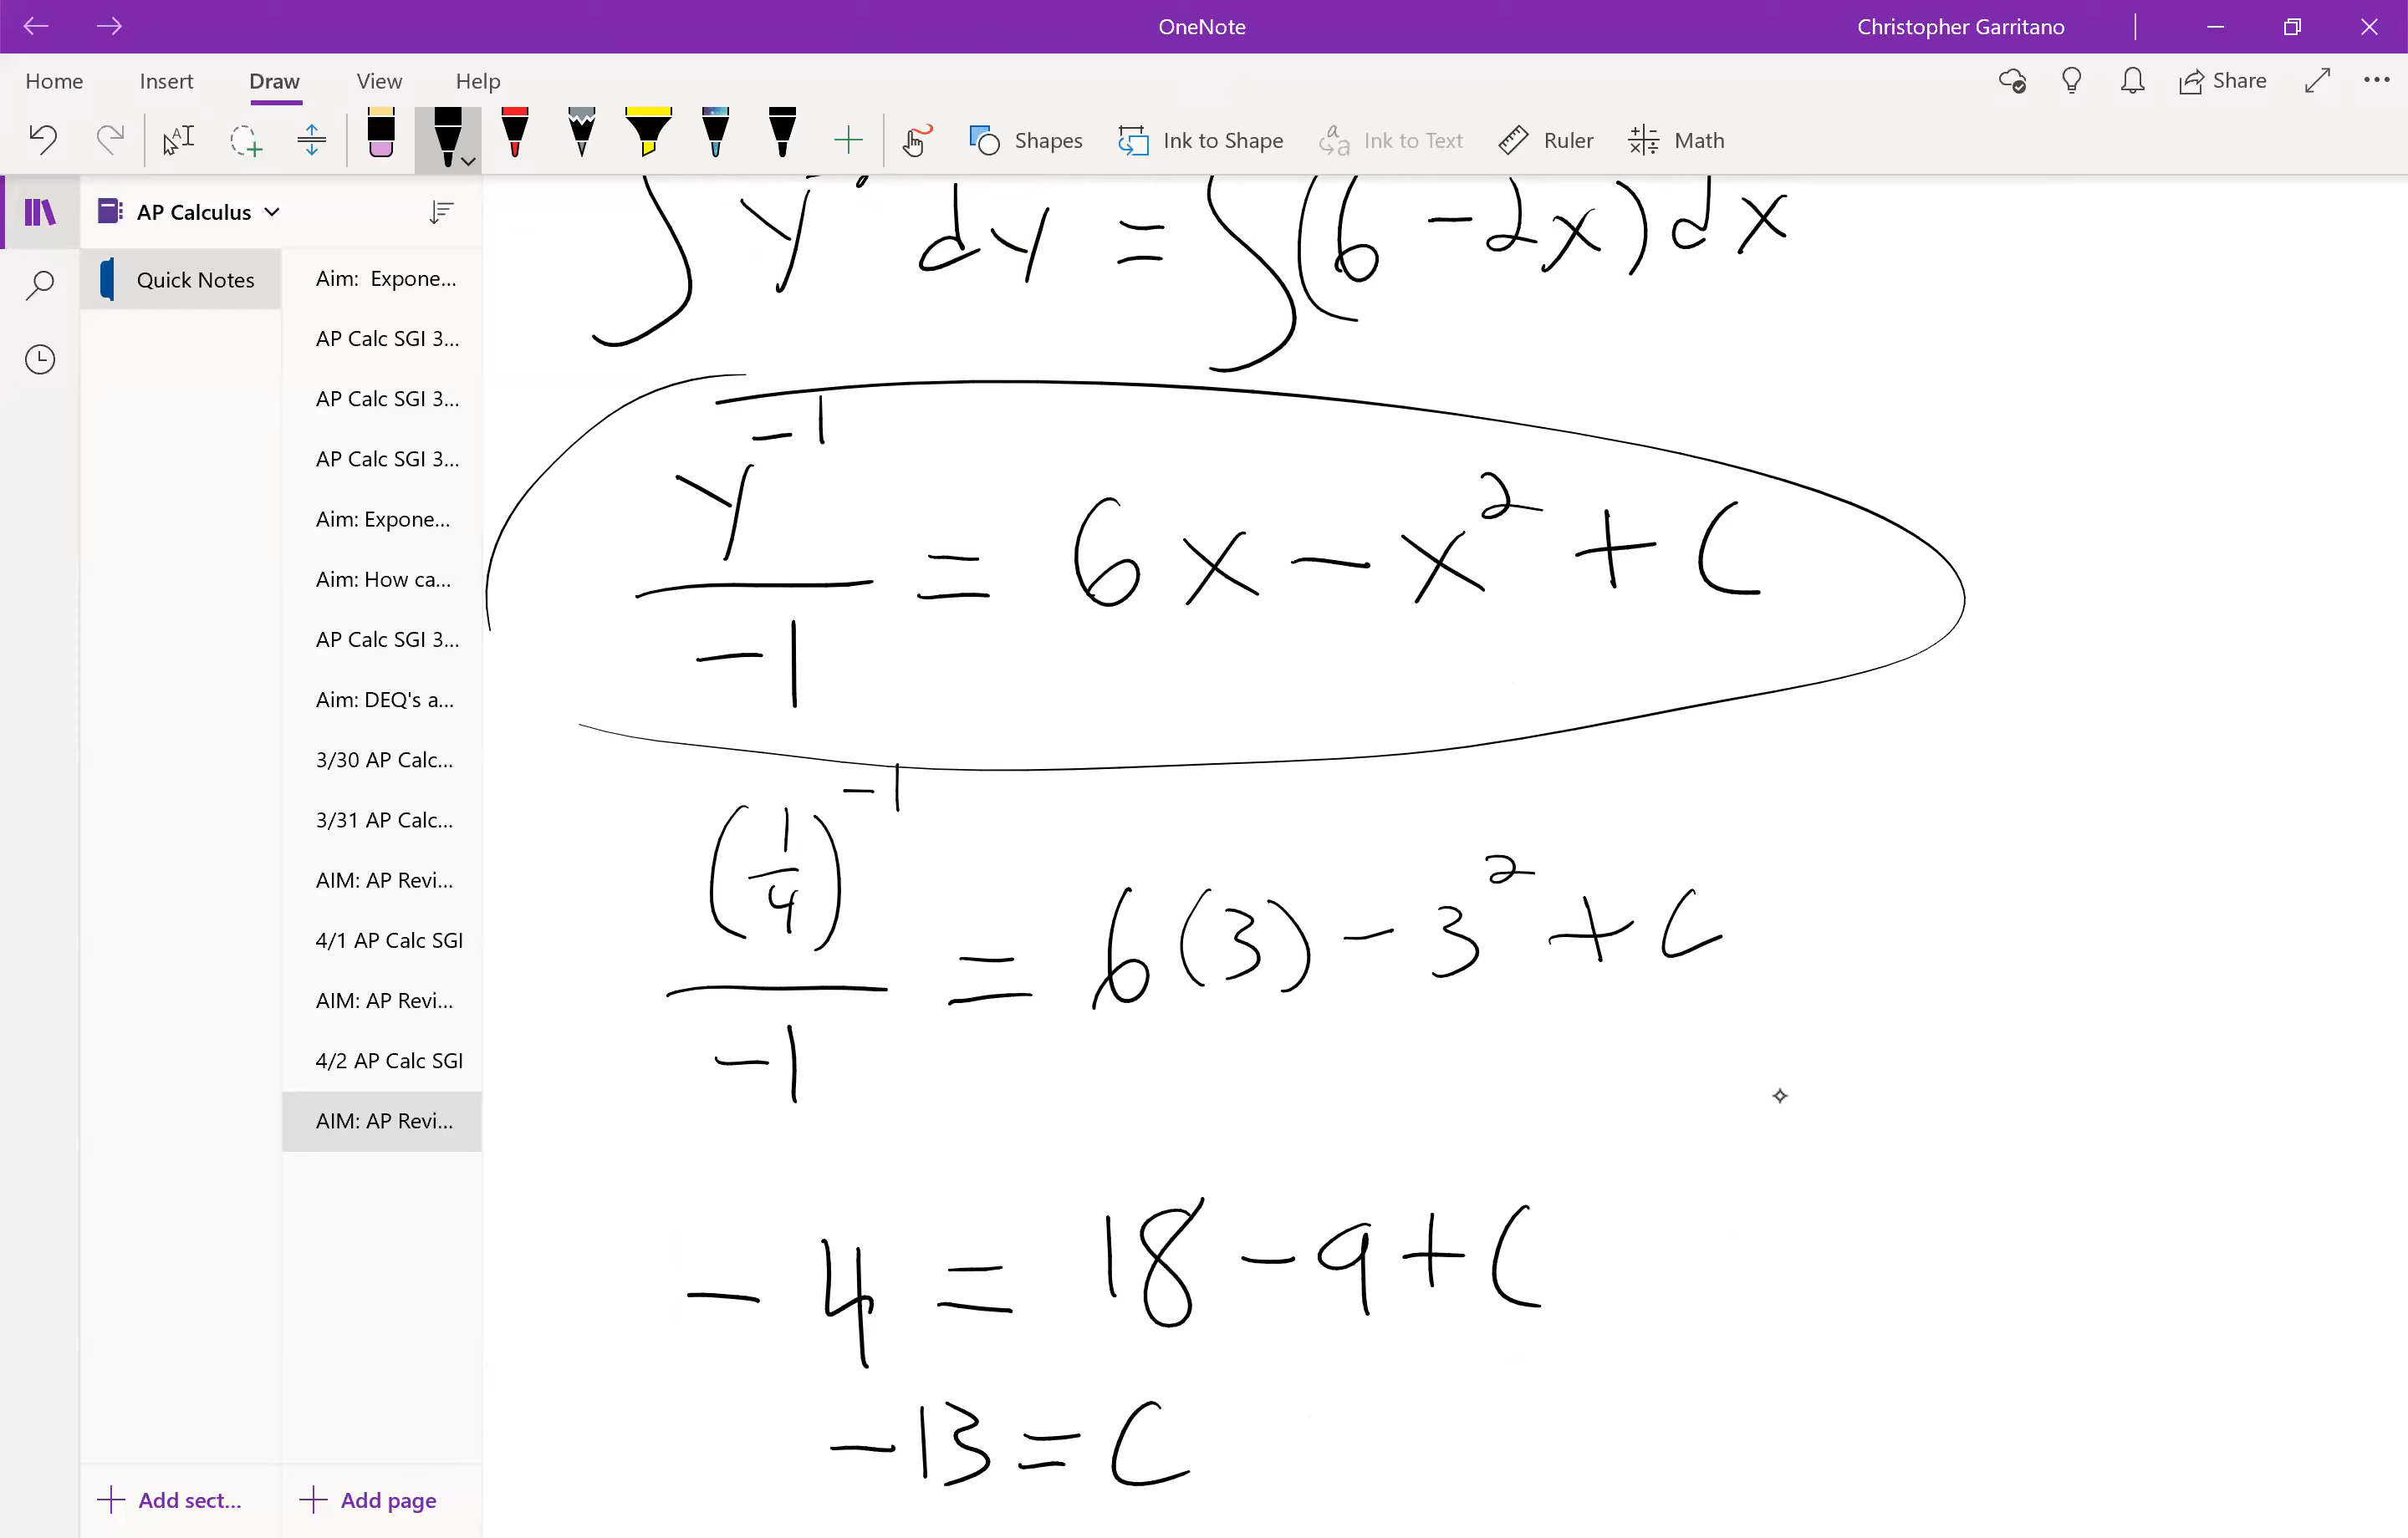 OneNote
Christopher Garritano
Home Insert Draw View Help
Share
Shapes Ink to Shape Ink to Text Ruler Math
AP Calculus
Quick Notes
Aim: Expone...
AP Calc SGI 3...
AP Calc SGI 3...
AP Calc SGI 3...
Aim: Expone...
Aim: How ca...
AP Calc SGI 3...
Aim: DEQ's a...
3/30 AP Calc...
3/31 AP Calc...
AIM: AP Revi...
4/1 AP Calc SGI
AIM: AP Revi...
4/2 AP Calc SGI
AIM: AP Revi...
Add sect...
Add page
∫ y dy = ∫(6 - 2x)dx
y^-1 / -1 = 6x - x^2 + C
(1/4)^-1 / -1 = 6(3) - 3^2 + C
- 4 = 18 - 9 + C
-13 = C